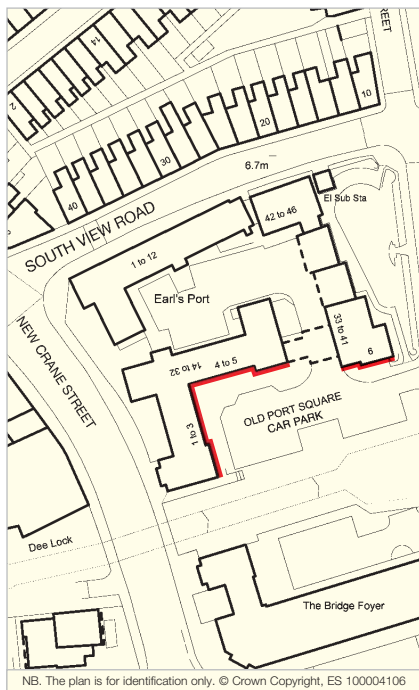 14
2
REET
10
20
30
40
6.7m
SOUTH VIEW ROAD
El Sub Sta
42 to 46
1 to 12
Earl's Port
33 to 41
6
NEW CRANE STREET
14 to 32
4 to 5
1 to 3
OLD PORT SQUARE
CAR PARK
Dee Lock
The Bridge Foyer
NB. The plan is for identification only. © Crown Copyright, ES 100004106